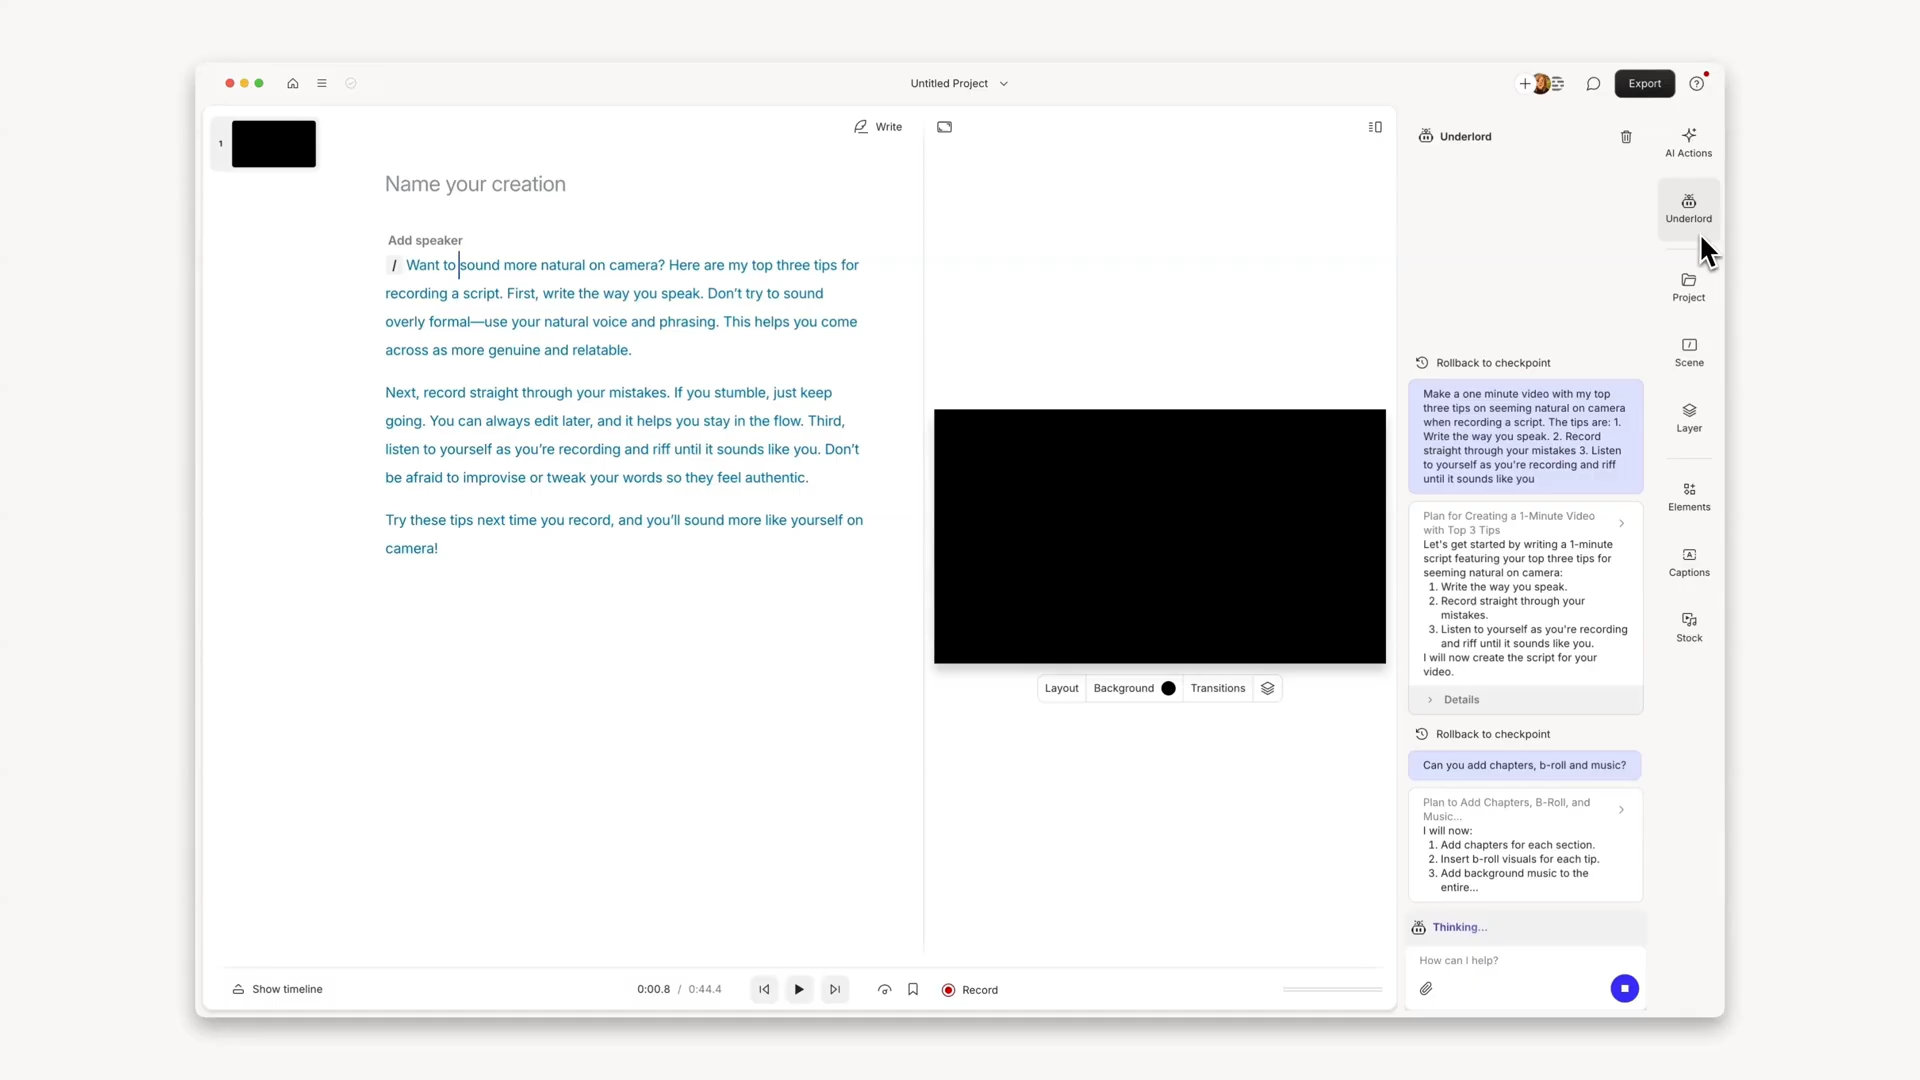 Untitled Project
Export
1
Write
Name your creation
Add speaker
/ Want to sound more natural on camera? Here are my top three tips for
recording a script. First, write the way you speak. Don’t try to sound
overly formal—use your natural voice and phrasing. This helps you come
across as more genuine and relatable.
Next, record straight through your mistakes. If you stumble, just keep
going. You can always edit later, and it helps you stay in the flow. Third,
listen to yourself as you’re recording and riff until it sounds like you. Don’t
be afraid to improvise or tweak your words so they feel authentic.
Try these tips next time you record, and you’ll sound more like yourself on
camera!
Layout
Background
Transitions
Show timeline
0:00.8 / 0:44.4
Record
Underlord
Rollback to checkpoint
Make a one minute video with my top
three tips on seeming natural on camera
when recording a script. The tips are: 1.
Write the way you speak. 2. Record
straight through your mistakes 3. Listen
to yourself as you're recording and riff
until it sounds like you
Plan for Creating a 1-Minute Video
with Top 3 Tips
Let's get started by writing a 1-minute
script featuring your top three tips for
seeming natural on camera:
1. Write the way you speak.
2. Record straight through your
mistakes.
3. Listen to yourself as you're recording
and riff until it sounds like you.
I will now create the script for your
video.
Details
Rollback to checkpoint
Can you add chapters, b-roll and music?
Plan to Add Chapters, B-Roll, and
Music...
I will now:
1. Add chapters for each section.
2. Insert b-roll visuals for each tip.
3. Add background music to the
entire...
Thinking...
How can I help?
AI Actions
Underlord
Project
Scene
Layer
Elements
Captions
Stock